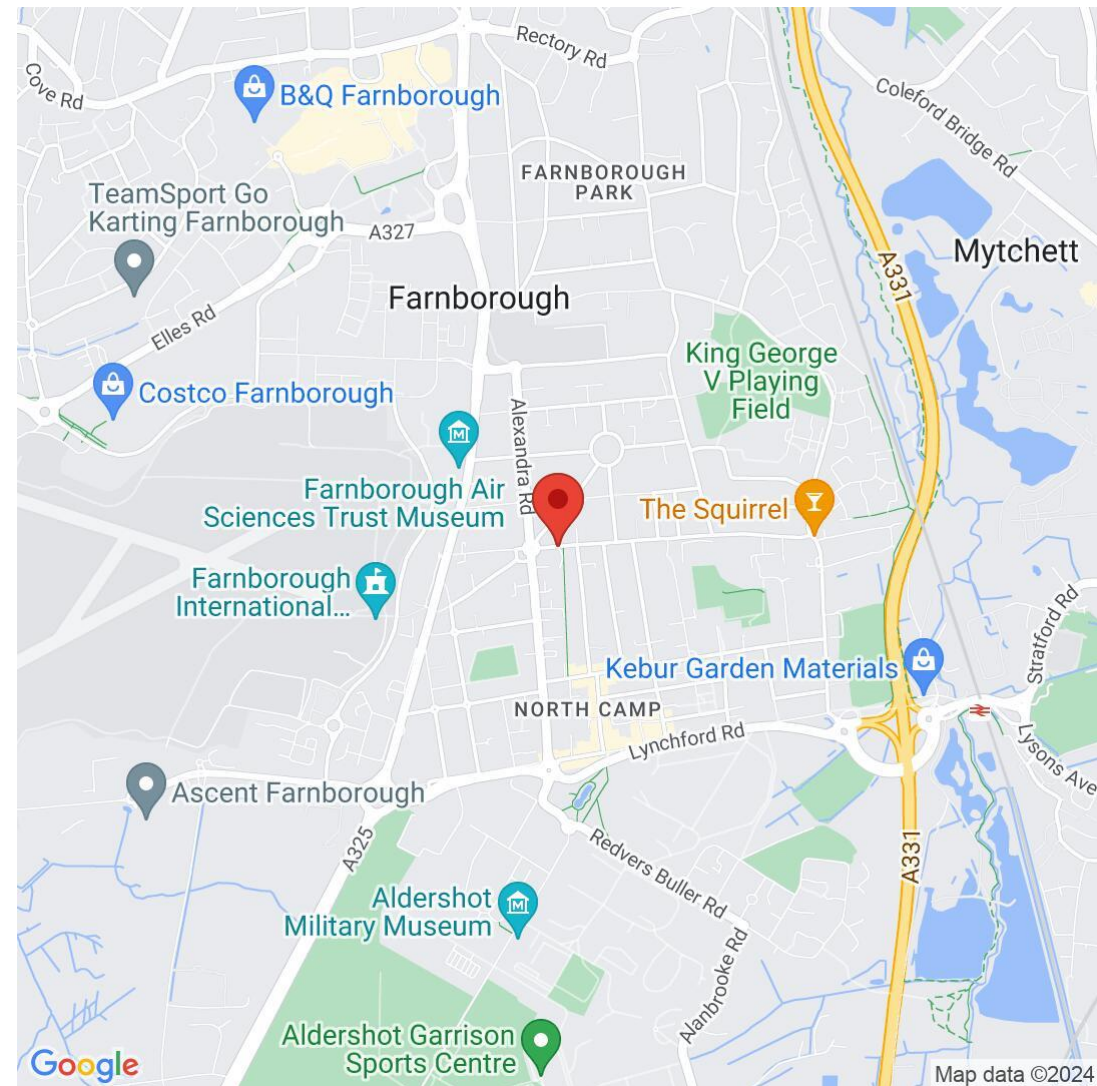 Rectory Rd
Cove Rd
B&Q Farnborough
Coleford Bridge Rd
FARNBOROUGH
PARK
TeamSport Go
Karting Farnborough
A327
Mytchett
A331
Farnborough
Elles Rd
King George
V Playing
Field
Costco Farnborough
Alexandra Rd
Farnborough Air
Sciences Trust Museum
The Squirrel
Farnborough
International...
Stratford Rd
Kebur Garden Materials
NORTH CAMP
Lynchford Rd
Lysons Ave
Ascent Farnborough
A325
Redvers Buller Rd
A331
Aldershot
Military Museum
Alanbrooke Rd
Aldershot Garrison
Sports Centre
Google
Map data ©2024